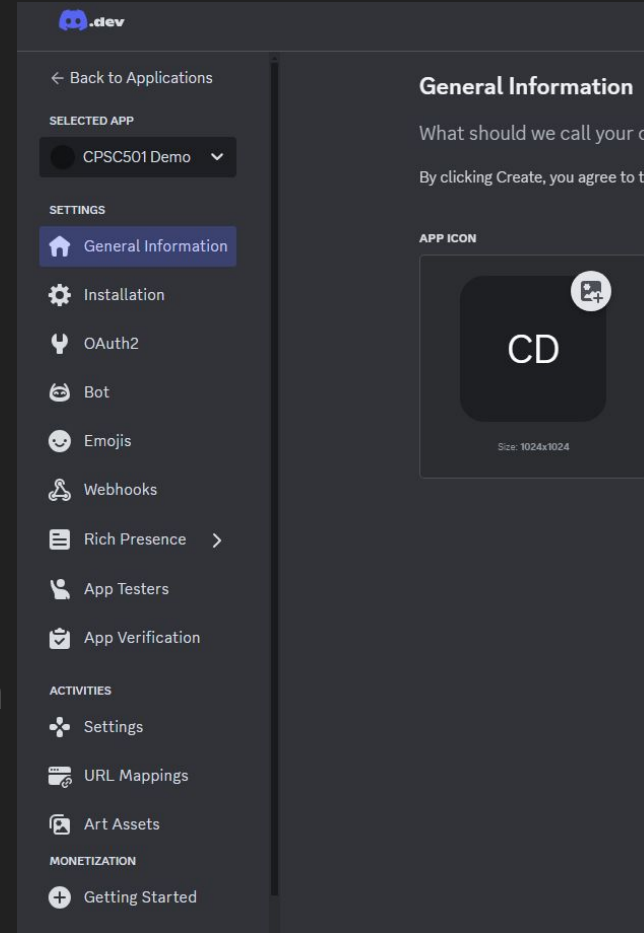 .dev
Back to Applications
SELECTED APP
CPSC501 Demo
SETTINGS
General Information
Installation
OAuth2
Bot
Emojis
Webhooks
Rich Presence
App Testers
App Verification
ACTIVITIES
Settings
URL Mappings
Art Assets
MONETIZATION
Getting Started
General Information
What should we call your
By clicking Create, you agree to
APP ICON
CD
Size: 1024x1024